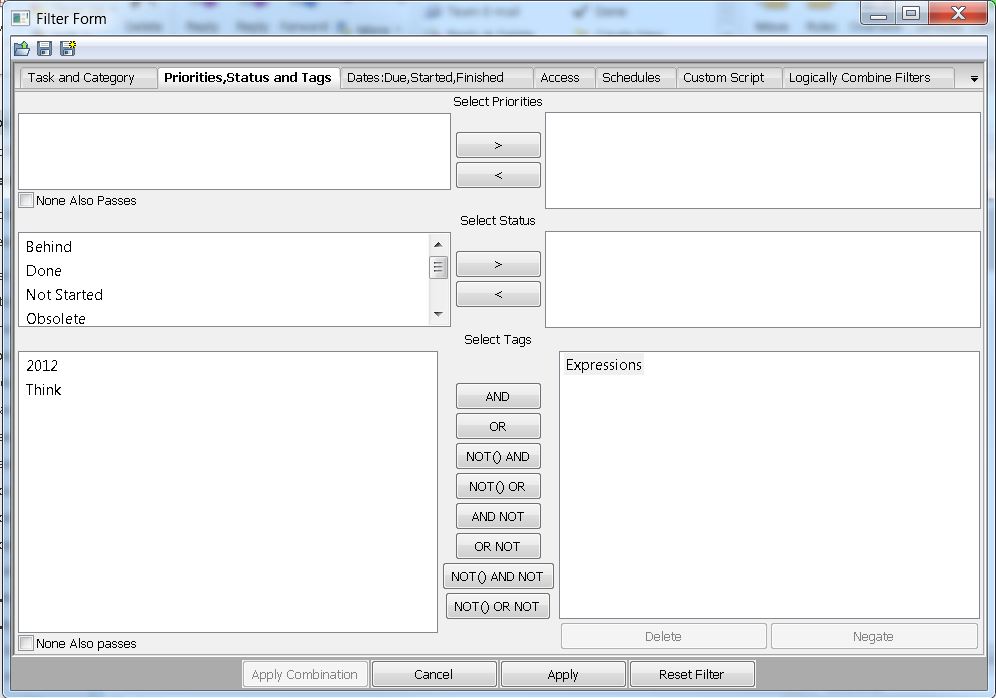 Filter Form
Task and Category
Priorities,Status and Tags
Dates:Due,Started,Finished
Access
Schedules
Custom Script
Logically Combine Filters
Select Priorities
>
<
None Also Passes
Select Status
Behind
Done
Not Started
Obsolete
>
<
Select Tags
2012
Think
AND
OR
NOT() AND
NOT() OR
AND NOT
OR NOT
NOT() AND NOT
NOT() OR NOT
Expressions
None Also passes
Delete
Negate
Apply Combination
Cancel
Apply
Reset Filter